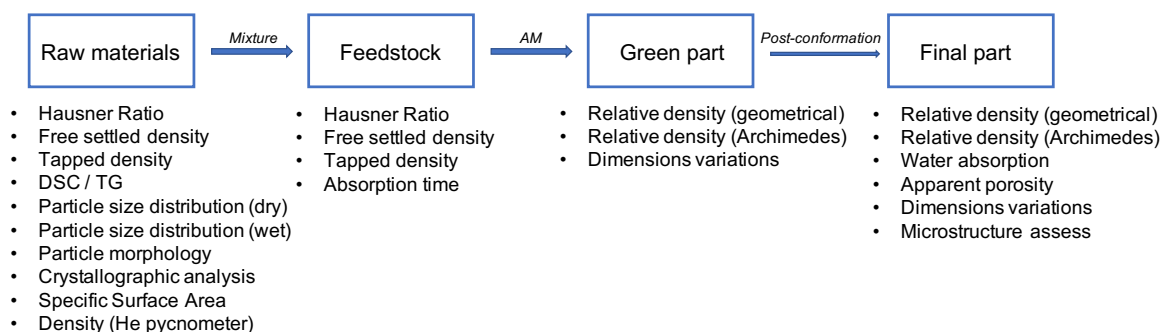 Raw materials
Mixture
Feedstock
AM
Green part
Post-conformation
Final part
• Hausner Ratio
• Free settled density
• Tapped density
• DSC / TG
• Particle size distribution (dry)
• Particle size distribution (wet)
• Particle morphology
• Crystallographic analysis
• Specific Surface Area
• Density (He pycnometer)
• Hausner Ratio
• Free settled density
• Tapped density
• Absorption time
• Relative density (geometrical)
• Relative density (Archimedes)
• Dimensions variations
• Relative density (geometrical)
• Relative density (Archimedes)
• Water absorption
• Apparent porosity
• Dimensions variations
• Microstructure assess